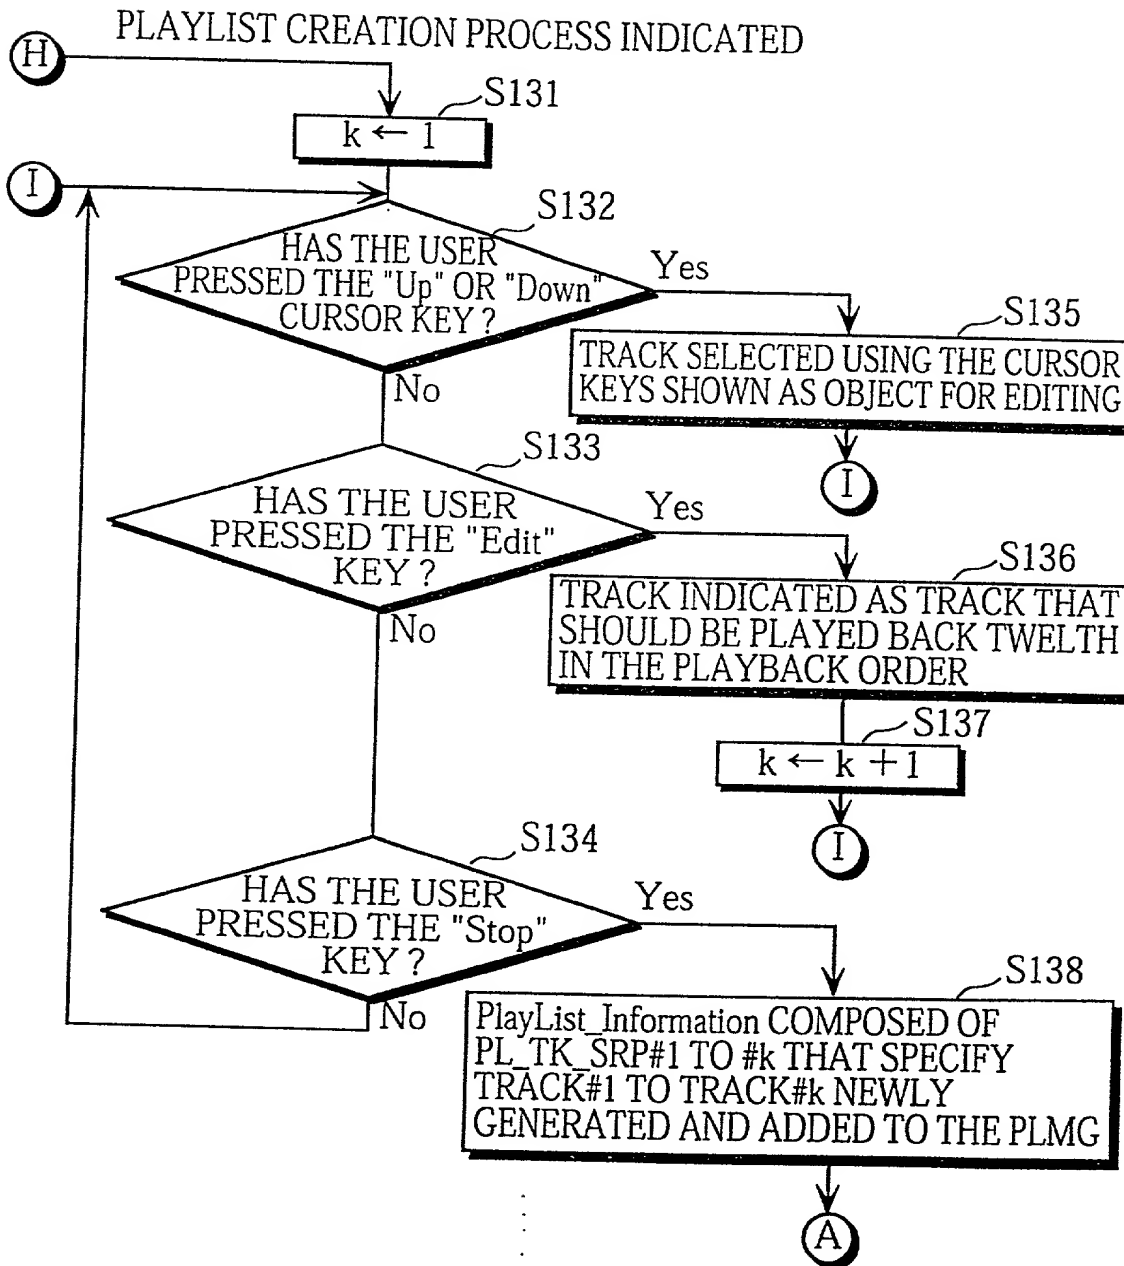 PLAYLIST CREATION PROCESS INDICATED
H
S131
k ← 1
I
S132
HAS THE USER
PRESSED THE "Up" OR "Down"
CURSOR KEY ?
Yes
No
S135
TRACK SELECTED USING THE CURSOR
KEYS SHOWN AS OBJECT FOR EDITING
I
S133
HAS THE USER
PRESSED THE "Edit"
KEY ?
Yes
No
S136
TRACK INDICATED AS TRACK THAT
SHOULD BE PLAYED BACK TWELTH
IN THE PLAYBACK ORDER
S137
k ← k + 1
I
S134
HAS THE USER
PRESSED THE "Stop"
KEY ?
Yes
No
S138
PlayList_Information COMPOSED OF
PL_TK_SRP#1 TO #k THAT SPECIFY
TRACK#1 TO TRACK#k NEWLY
GENERATED AND ADDED TO THE PLMG
A